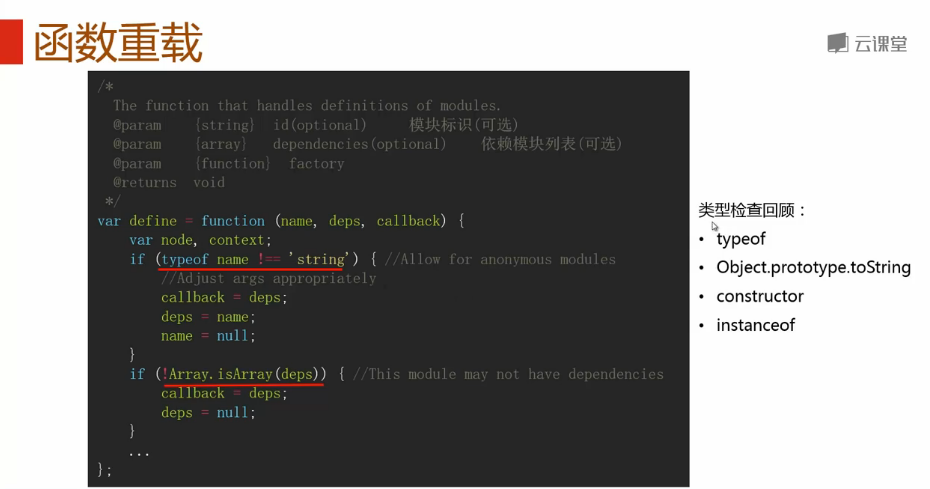 函数重载
云课堂
/*
The function that handles definitions of modules.
@param {string} id(optional) 模块标识(可选)
@param {array} dependencies(optional) 依赖模块列表(可选)
@param {function} factory
@returns void
*/
var define = function (name, deps, callback) {
var node, context;
if (typeof name !== 'string') { //Allow for anonymous modules
//Adjust args appropriately
callback = deps;
deps = name;
name = null;
}
if (!Array.isArray(deps)) { //This module may not have dependencies
callback = deps;
deps = null;
}
...
};
类型检查回顾：
• typeof
• Object.prototype.toString
• constructor
• instanceof